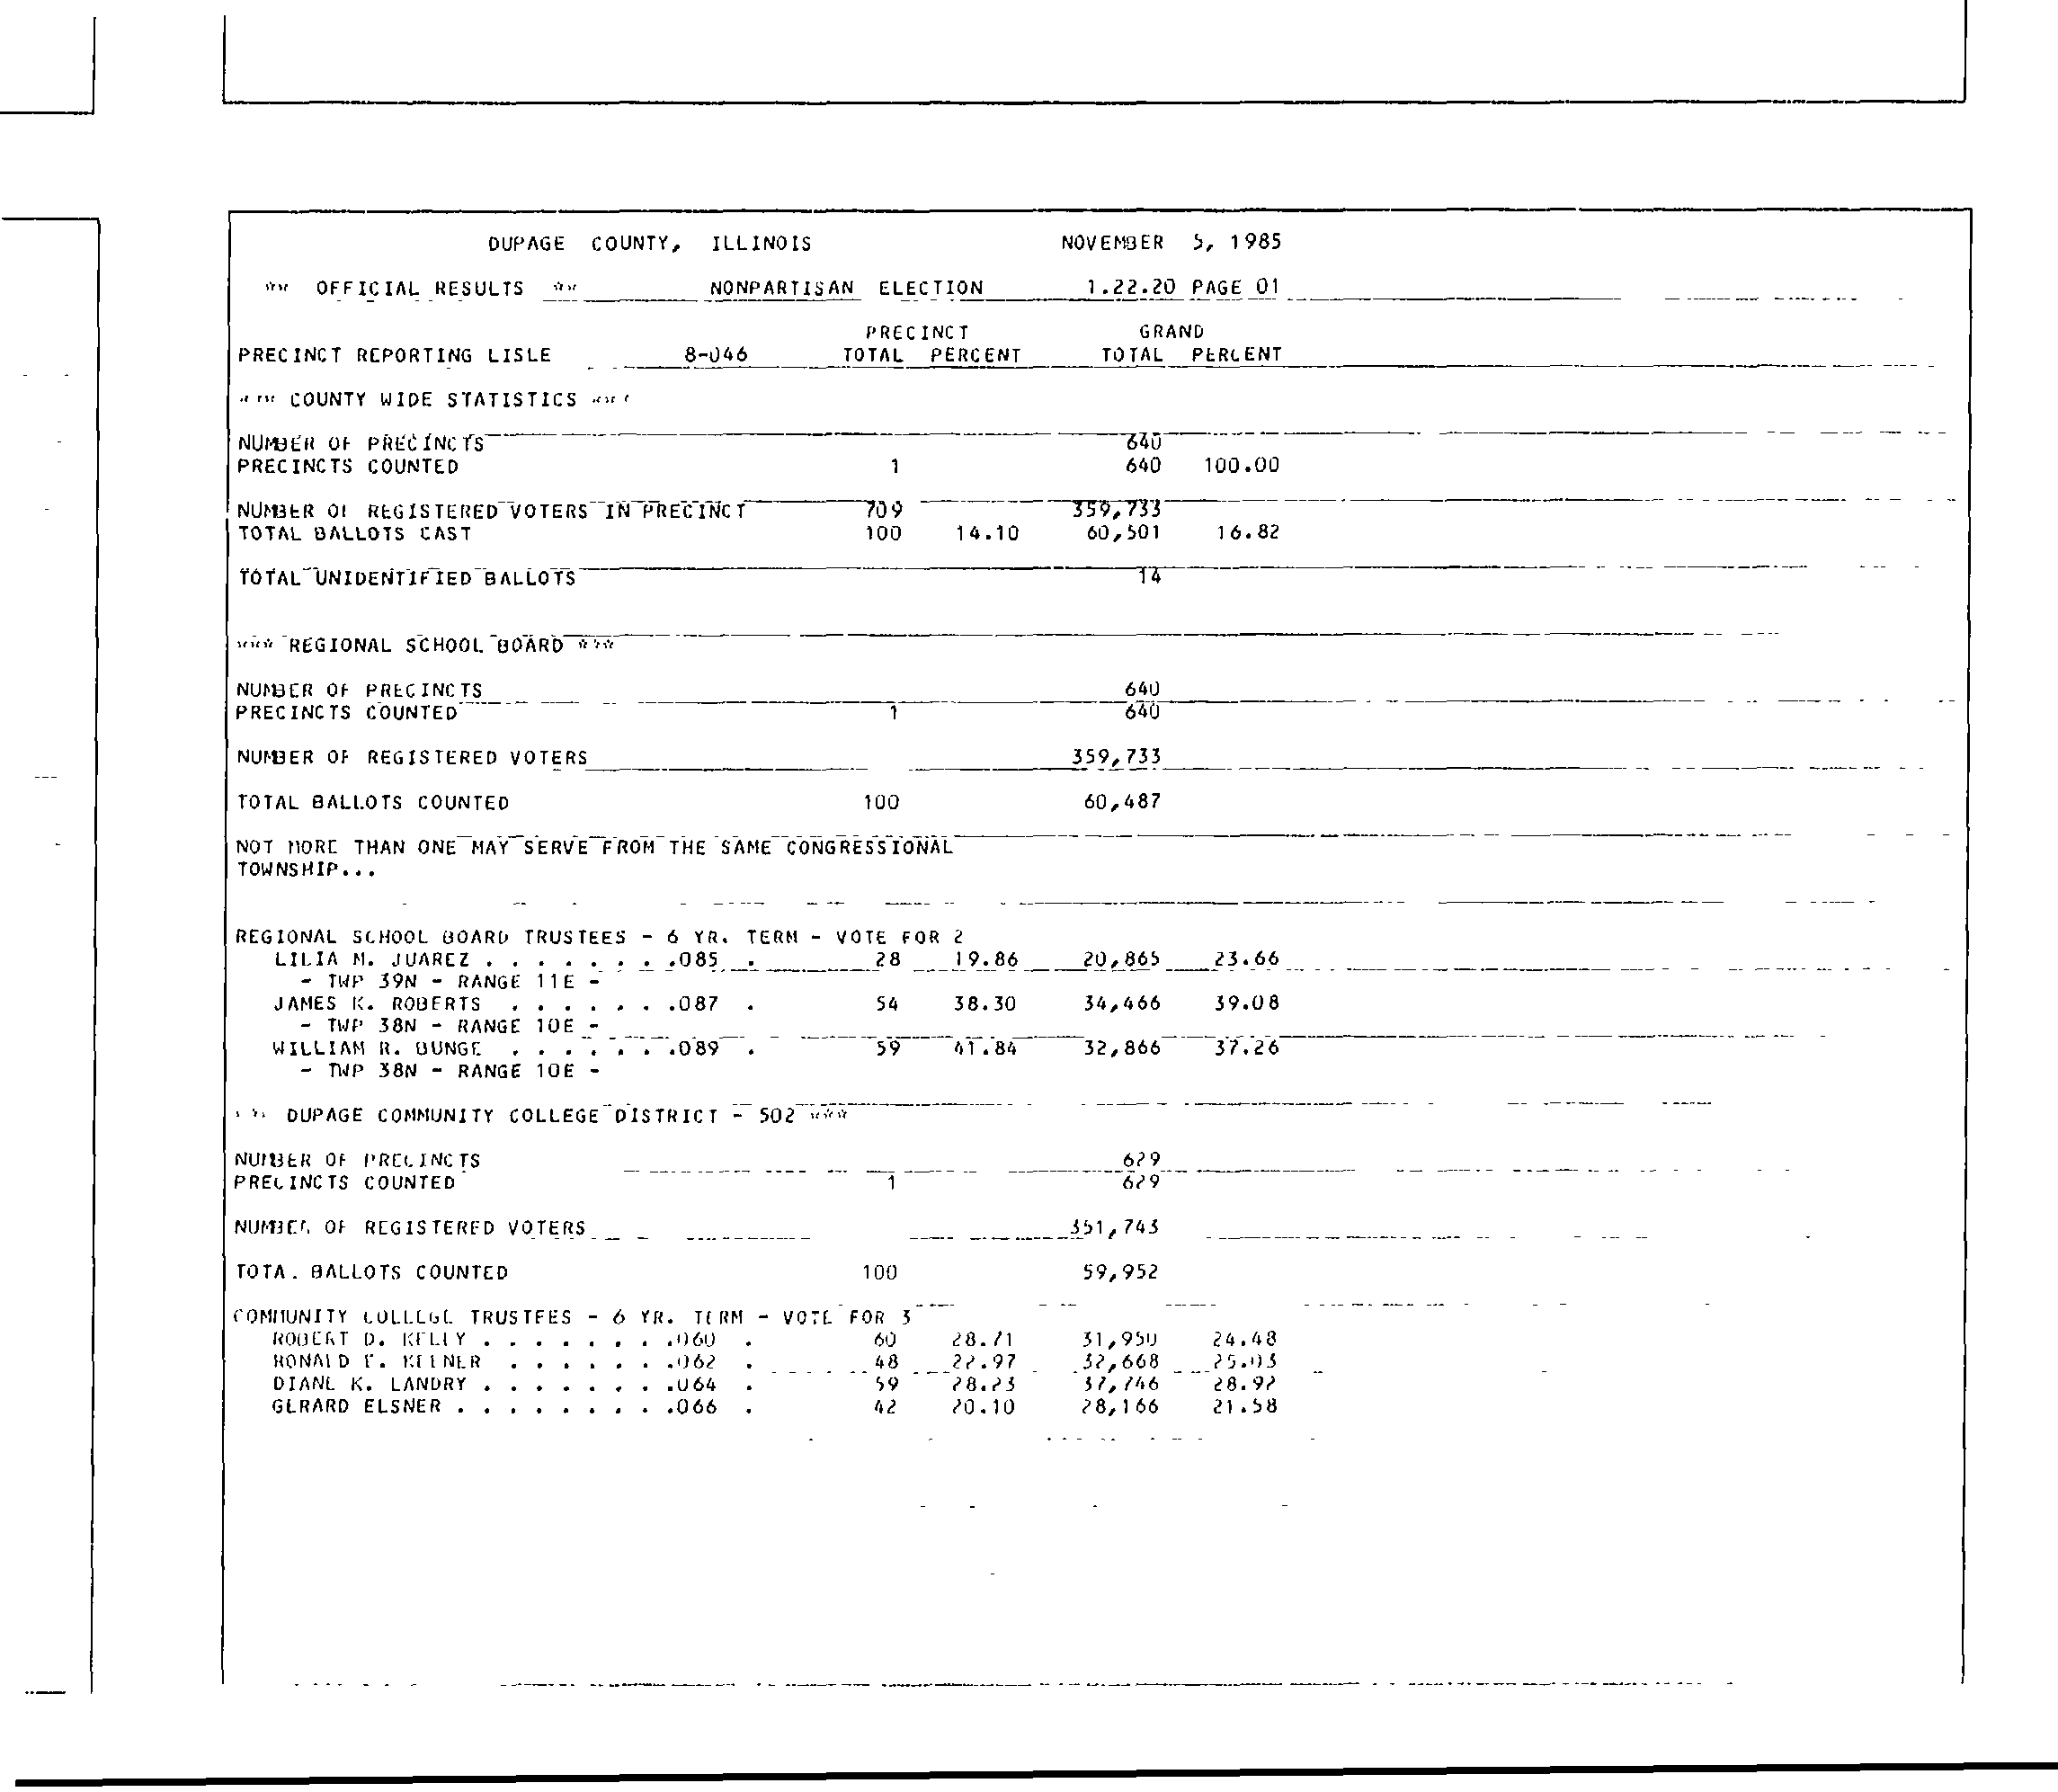 DUPAGE COUNTY, ILLINOIS NOVEMBER 5, 1985
** OFFICIAL RESULTS ** NONPARTISAN ELECTION 1.22.20 PAGE 01
PRECINCT GRAND
PRECINCT REPORTING LISLE 8-046 TOTAL PERCENT TOTAL PERCENT
*** COUNTY WIDE STATISTICS ***
NUMBER OF PRECINCTS 640
PRECINCTS COUNTED 1 640 100.00
NUMBER OF REGISTERED VOTERS IN PRECINCT 709 359,733
TOTAL BALLOTS CAST 100 14.10 60,501 16.82
TOTAL UNIDENTIFIED BALLOTS 14
*** REGIONAL SCHOOL BOARD ***
NUMBER OF PRECINCTS 640
PRECINCTS COUNTED 1 640
NUMBER OF REGISTERED VOTERS 359,733
TOTAL BALLOTS COUNTED 100 60,487
NOT MORE THAN ONE MAY SERVE FROM THE SAME CONGRESSIONAL
TOWNSHIP...
REGIONAL SCHOOL BOARD TRUSTEES - 6 YR. TERM - VOTE FOR 2
LILIA M. JUAREZ . . . . . . . .085 . 28 19.86 20,865 23.66
- TWP 39N - RANGE 11E -
JAMES K. ROBERTS . . . . . . .087 . 54 38.30 34,466 39.08
- TWP 38N - RANGE 10E -
WILLIAM R. BUNGE . . . . . . .089 . 59 41.84 32,866 37.26
- TWP 38N - RANGE 10E -
*** DUPAGE COMMUNITY COLLEGE DISTRICT - 502 ***
NUMBER OF PRECINCTS 629
PRECINCTS COUNTED 1 629
NUMBER OF REGISTERED VOTERS 351,743
TOTAL BALLOTS COUNTED 100 59,952
COMMUNITY COLLEGE TRUSTEES - 6 YR. TERM - VOTE FOR 3
ROBERT D. KELLY . . . . . . . .060 . 60 28.71 31,950 24.48
RONALD KEENER . . . . . . .062 . 48 22.97 32,668 25.03
DIANE K. LANDRY . . . . . . . .064 . 59 28.23 37,746 28.92
GERARD ELSNER . . . . . . . . .066 . 42 20.10 28,166 21.58